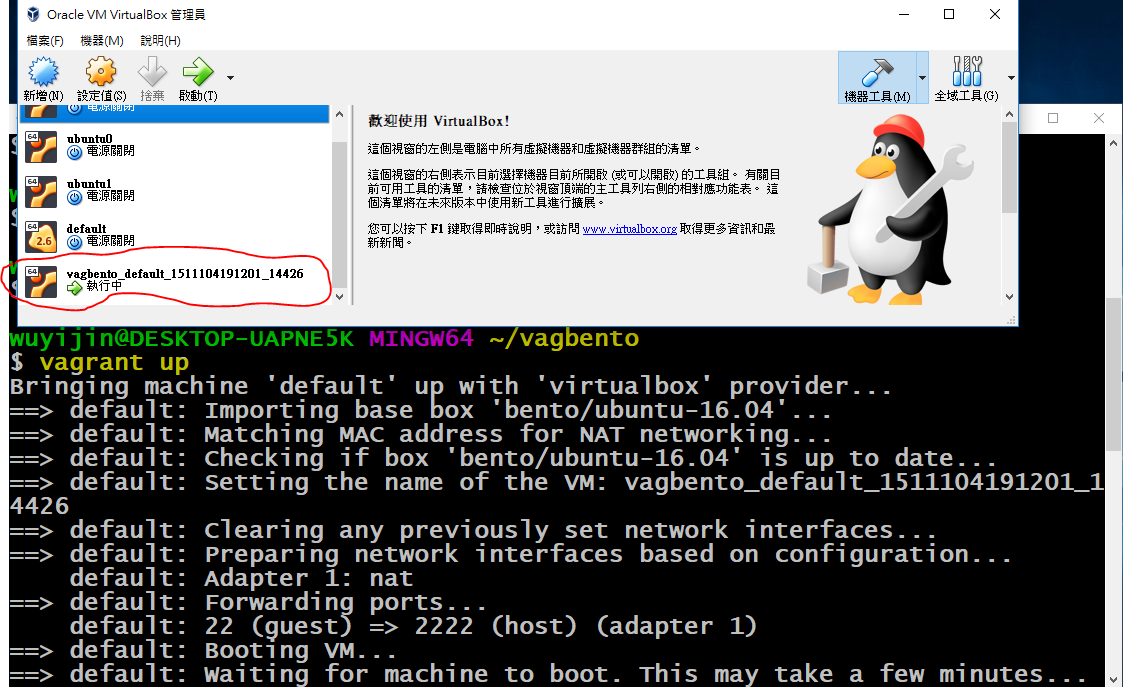 Oracle VM VirtualBox 管理員
檔案(F) 機器(M) 說明(H)
新增(N) 設定值(S) 捨棄 啟動(T) 機器工具(M) 全域工具(G)
電源關閉
64 ubuntu0
電源關閉
64 ubuntu1
電源關閉
64 2.6 default
電源關閉
64 vagbento_default_1511104191201_14426
執行中
歡迎使用 VirtualBox!
這個視窗的左側是電腦中所有虛擬機器和虛擬機器群組的清單。
這個視窗的右側表示目前選擇機器目前所開啟 (或可以開啟) 的工具組。 有關目
前可用工具的清單，請檢查位於視窗頂端的主工具列右側的相對應功能表。 這
個清單將在未來版本中使用新工具進行擴展。
您可以按下 F1 鍵取得即時說明，或訪問 www.virtualbox.org 取得更多資訊和最
新新聞。
wuyijin@DESKTOP-UAPNE5K MINGW64 ~/vagbento
$ vagrant up
Bringing machine 'default' up with 'virtualbox' provider...
==> default: Importing base box 'bento/ubuntu-16.04'...
==> default: Matching MAC address for NAT networking...
==> default: Checking if box 'bento/ubuntu-16.04' is up to date...
==> default: Setting the name of the VM: vagbento_default_1511104191201_1
4426
==> default: Clearing any previously set network interfaces...
==> default: Preparing network interfaces based on configuration...
default: Adapter 1: nat
==> default: Forwarding ports...
default: 22 (guest) => 2222 (host) (adapter 1)
==> default: Booting VM...
==> default: Waiting for machine to boot. This may take a few minutes...